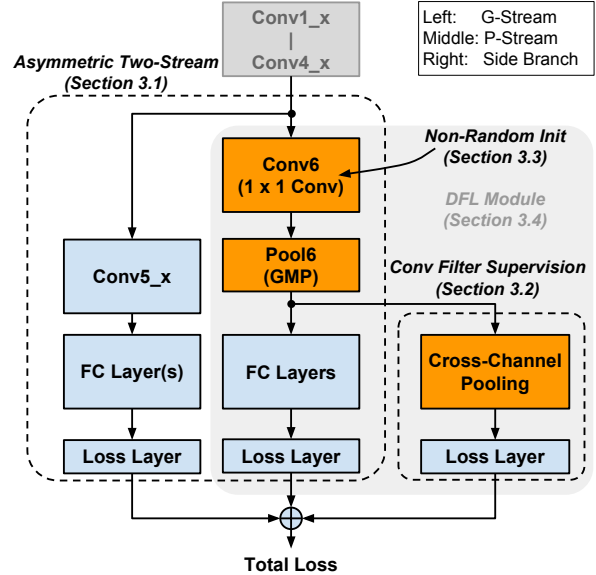 Conv1_x
|
Conv4_x
Left: G-Stream
Middle: P-Stream
Right: Side Branch
Asymmetric Two-Stream
(Section 3.1)
Non-Random Init
(Section 3.3)
Conv6
(1 x 1 Conv)
DFL Module
(Section 3.4)
Conv5_x
Pool6
(GMP)
Conv Filter Supervision
(Section 3.2)
FC Layer(s)
FC Layers
Cross-Channel
Pooling
Loss Layer
Loss Layer
Loss Layer
Total Loss